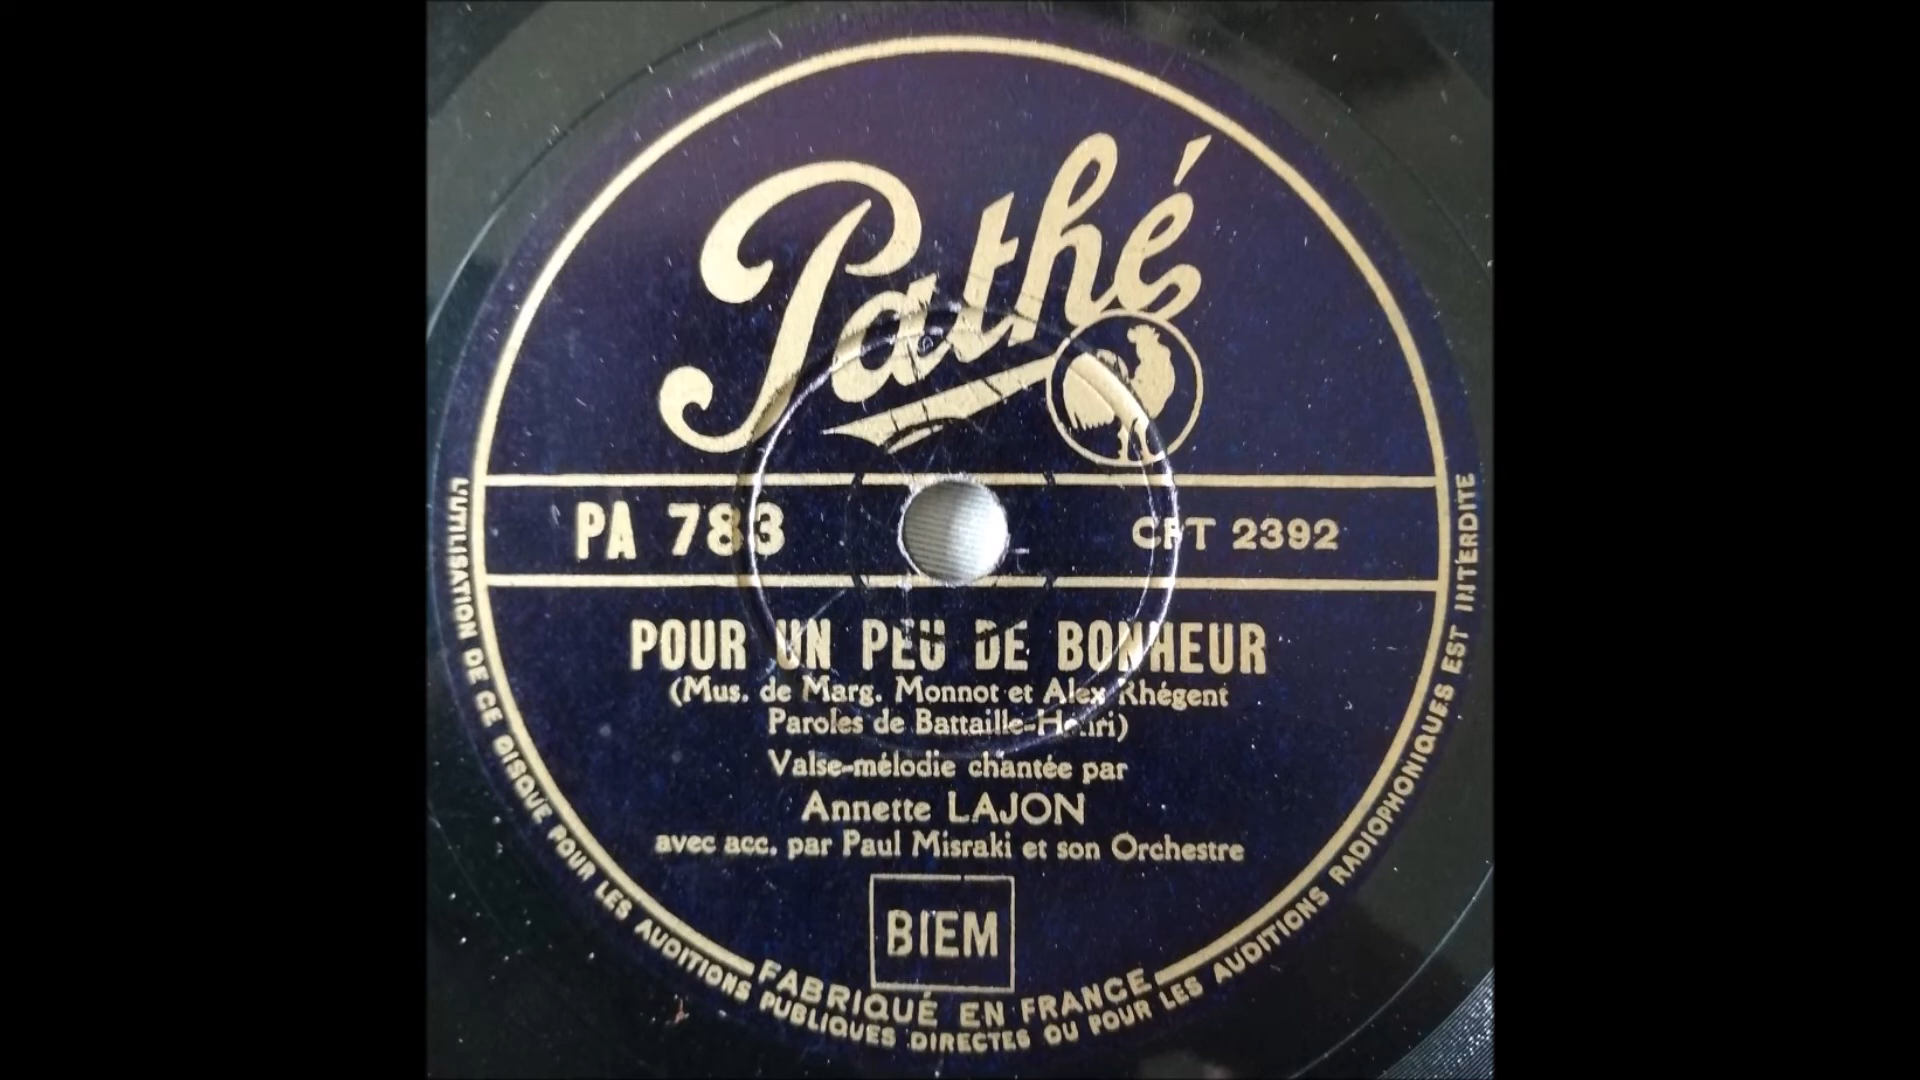 Pathé
PA 783
CPT 2392
POUR UN PEU DE BONHEUR
(Mus. de Marg. Monnot et Alex Rhégent
Paroles de Battaille-Henri)
Valse-mélodie chantée par
Annette LAJON
avec acc. par Paul Misraki et son Orchestre
BIEM
FABRIQUÉ EN FRANCE
L'UTILISATION DE CE DISQUE POUR LES AUDITIONS PUBLIQUES DIRECTES OU POUR LES AUDITIONS RADIOPHONIQUES EST INTERDITE